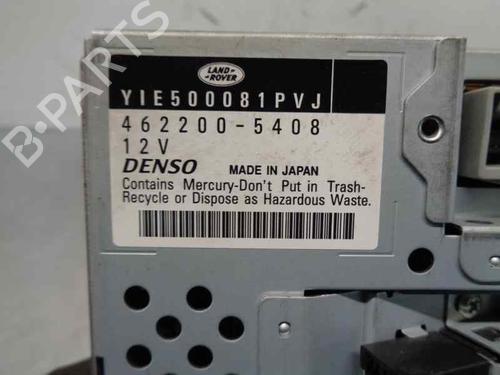 LAND-
ROVER
YIE500081PVJ
462200-5408
12V
DENSO MADE IN JAPAN
Contains Mercury-Don't Put in Trash-
Recycle or Dispose as Hazardous Waste.
B-PARTS